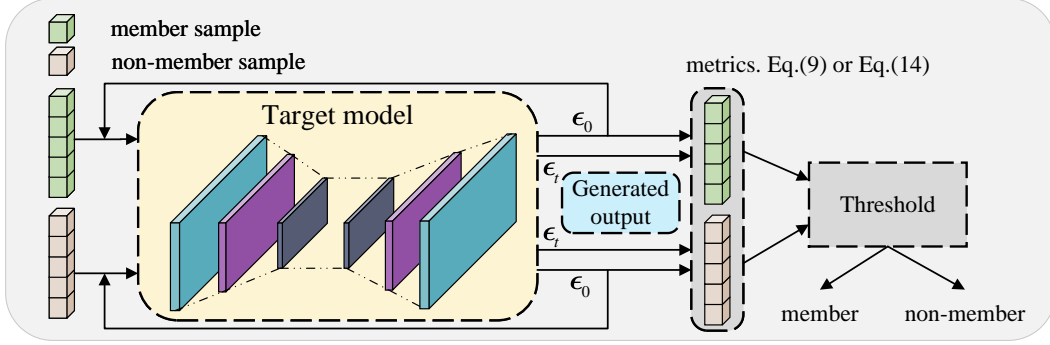 member sample
non-member sample
metrics. Eq.(9) or Eq.(14)
Target model
ϵ0
ϵt
Generated
output
ϵt
ϵ0
Threshold
member
non-member